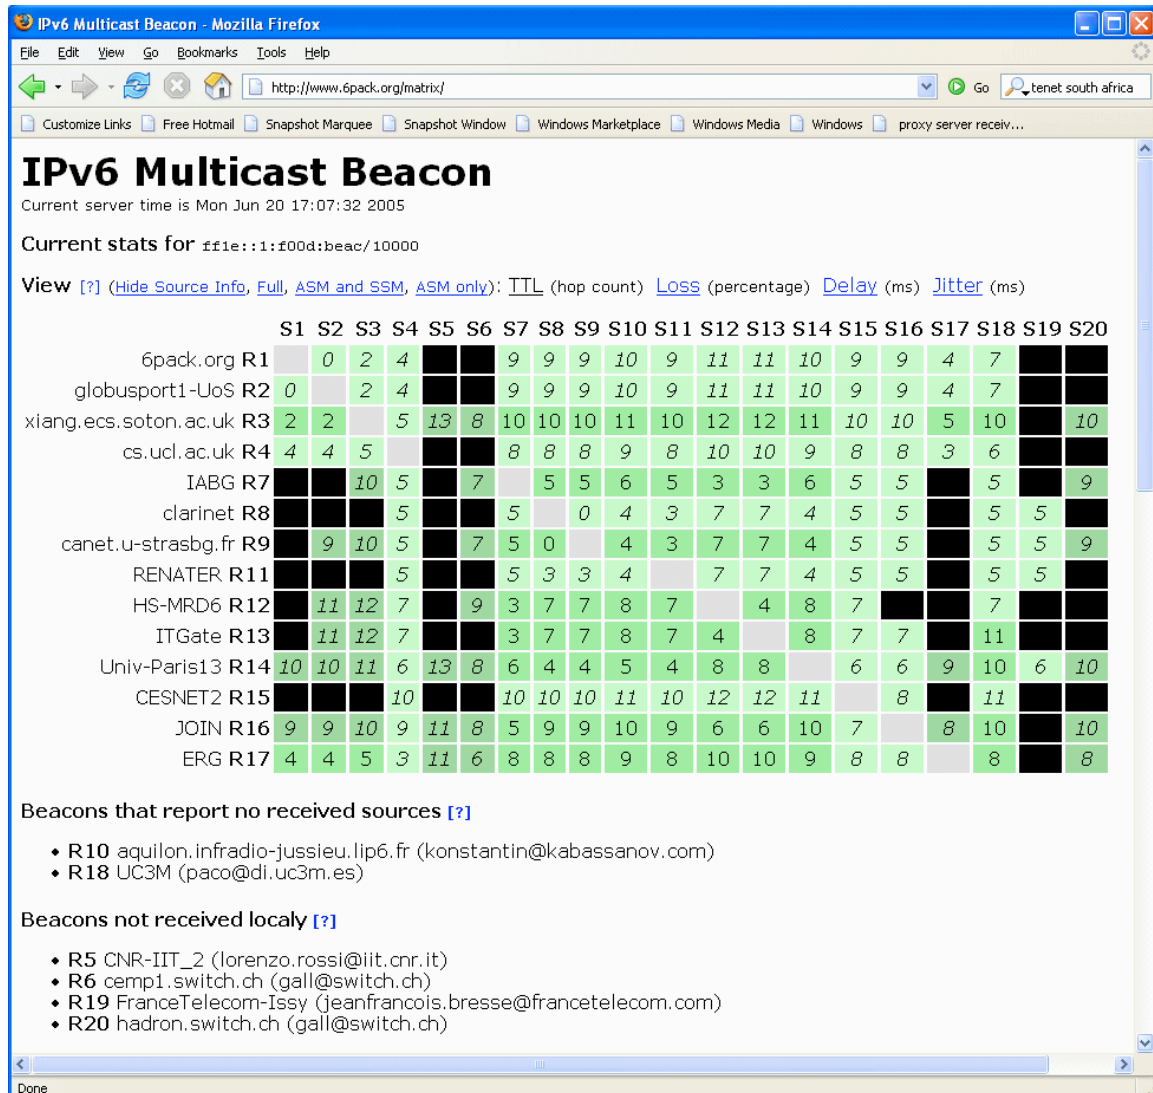 IPv6 Multicast Beacon - Mozilla Firefox
File Edit View Go Bookmarks Tools Help
http://www.6pack.org/matrix/ Go tenet south africa
Customize Links Free Hotmail Snapshot Marquee Snapshot Window Windows Marketplace Windows Media Windows proxy server receiv...
IPv6 Multicast Beacon
Current server time is Mon Jun 20 17:07:32 2005
Current stats for ff1e::1:f00d:beac/10000
View [?] (Hide Source Info, Full, ASM and SSM, ASM only): TTL (hop count) Loss (percentage) Delay (ms) Jitter (ms)
S1 S2 S3 S4 S5 S6 S7 S8 S9 S10 S11 S12 S13 S14 S15 S16 S17 S18 S19 S20
6pack.org R1 0 2 4 9 9 9 10 9 11 11 10 9 9 4 7
globusport1-UoS R2 0 2 4 9 9 9 10 9 11 11 10 9 9 4 7
xiang.ecs.soton.ac.uk R3 2 2 5 13 8 10 10 10 11 10 12 12 11 10 10 5 10 10
cs.ucl.ac.uk R4 4 4 5 8 8 8 9 8 10 10 9 8 8 3 6
IABG R7 10 5 7 5 5 6 5 3 3 6 5 5 5 9
clarinet R8 5 5 0 4 3 7 7 4 5 5 5 5
canet.u-strasbg.fr R9 9 10 5 7 5 0 4 3 7 7 4 5 5 5 5 9
RENATER R11 5 5 3 3 4 7 7 4 5 5 5 5
HS-MRD6 R12 11 12 7 9 3 7 7 8 7 4 8 7 7
ITGate R13 11 12 7 3 7 7 8 7 4 8 7 7 11
Univ-Paris13 R14 10 10 11 6 13 8 6 4 4 5 4 8 8 6 6 9 10 6 10
CESNET2 R15 10 10 10 10 11 10 12 12 11 8 11
JOIN R16 9 9 10 9 11 8 5 9 9 10 9 6 6 10 7 8 10 10
ERG R17 4 4 5 3 11 6 8 8 8 9 8 10 10 9 8 8 8 8
Beacons that report no received sources [?]
• R10 aquilon.infradio-jussieu.lip6.fr (konstantin@kabassanov.com)
• R18 UC3M (paco@di.uc3m.es)
Beacons not received localy [?]
• R5 CNR-IIT_2 (lorenzo.rossi@iit.cnr.it)
• R6 cemp1.switch.ch (gall@switch.ch)
• R19 FranceTelecom-Issy (jeanfrancois.bresse@francetelecom.com)
• R20 hadron.switch.ch (gall@switch.ch)
Done